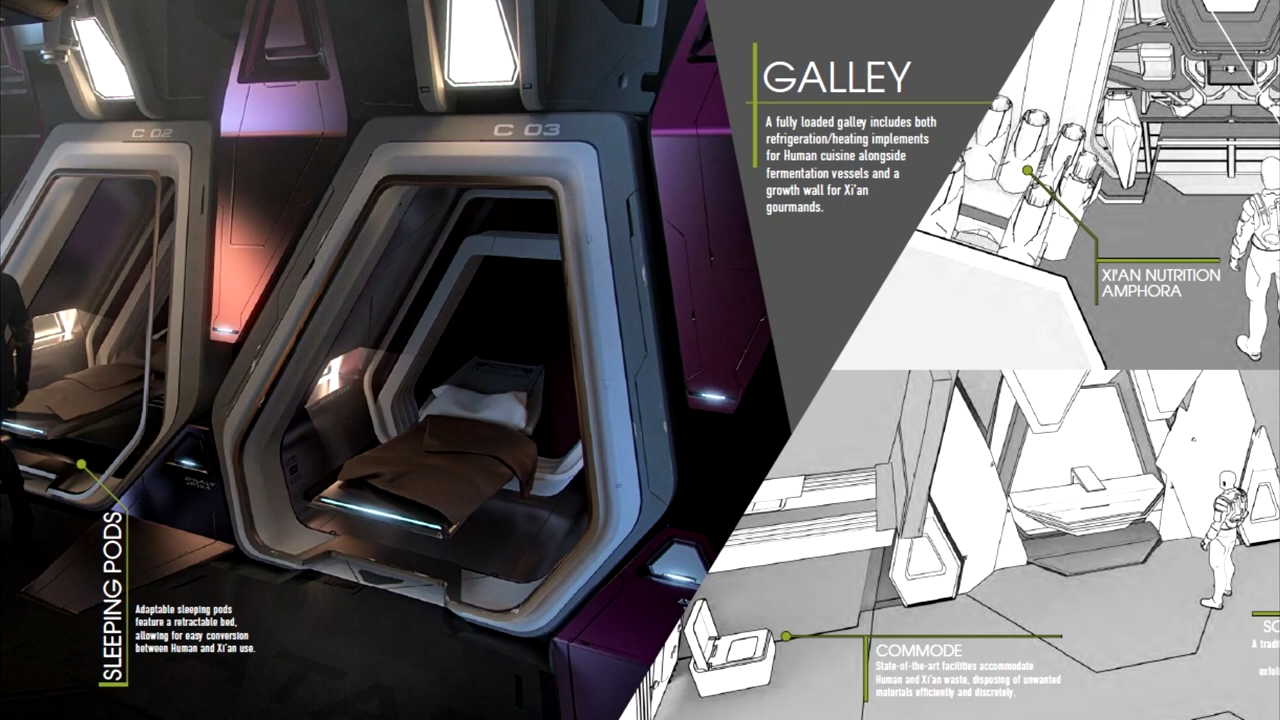 C 02
C 03
SLEEPING PODS
Adaptable sleeping pods
feature a retractable bed,
allowing for easy conversion
between Human and Xi'an use.
GALLEY
A fully loaded galley includes both
refrigeration/heating implements
for Human cuisine alongside
fermentation vessels and a
growth wall for Xi'an
gourmands.
XI'AN NUTRITION
AMPHORA
COMMODE
State-of-the-art facilities accommodate
Human and Xi'an waste, disposing of unwanted
materials efficiently and discretely.